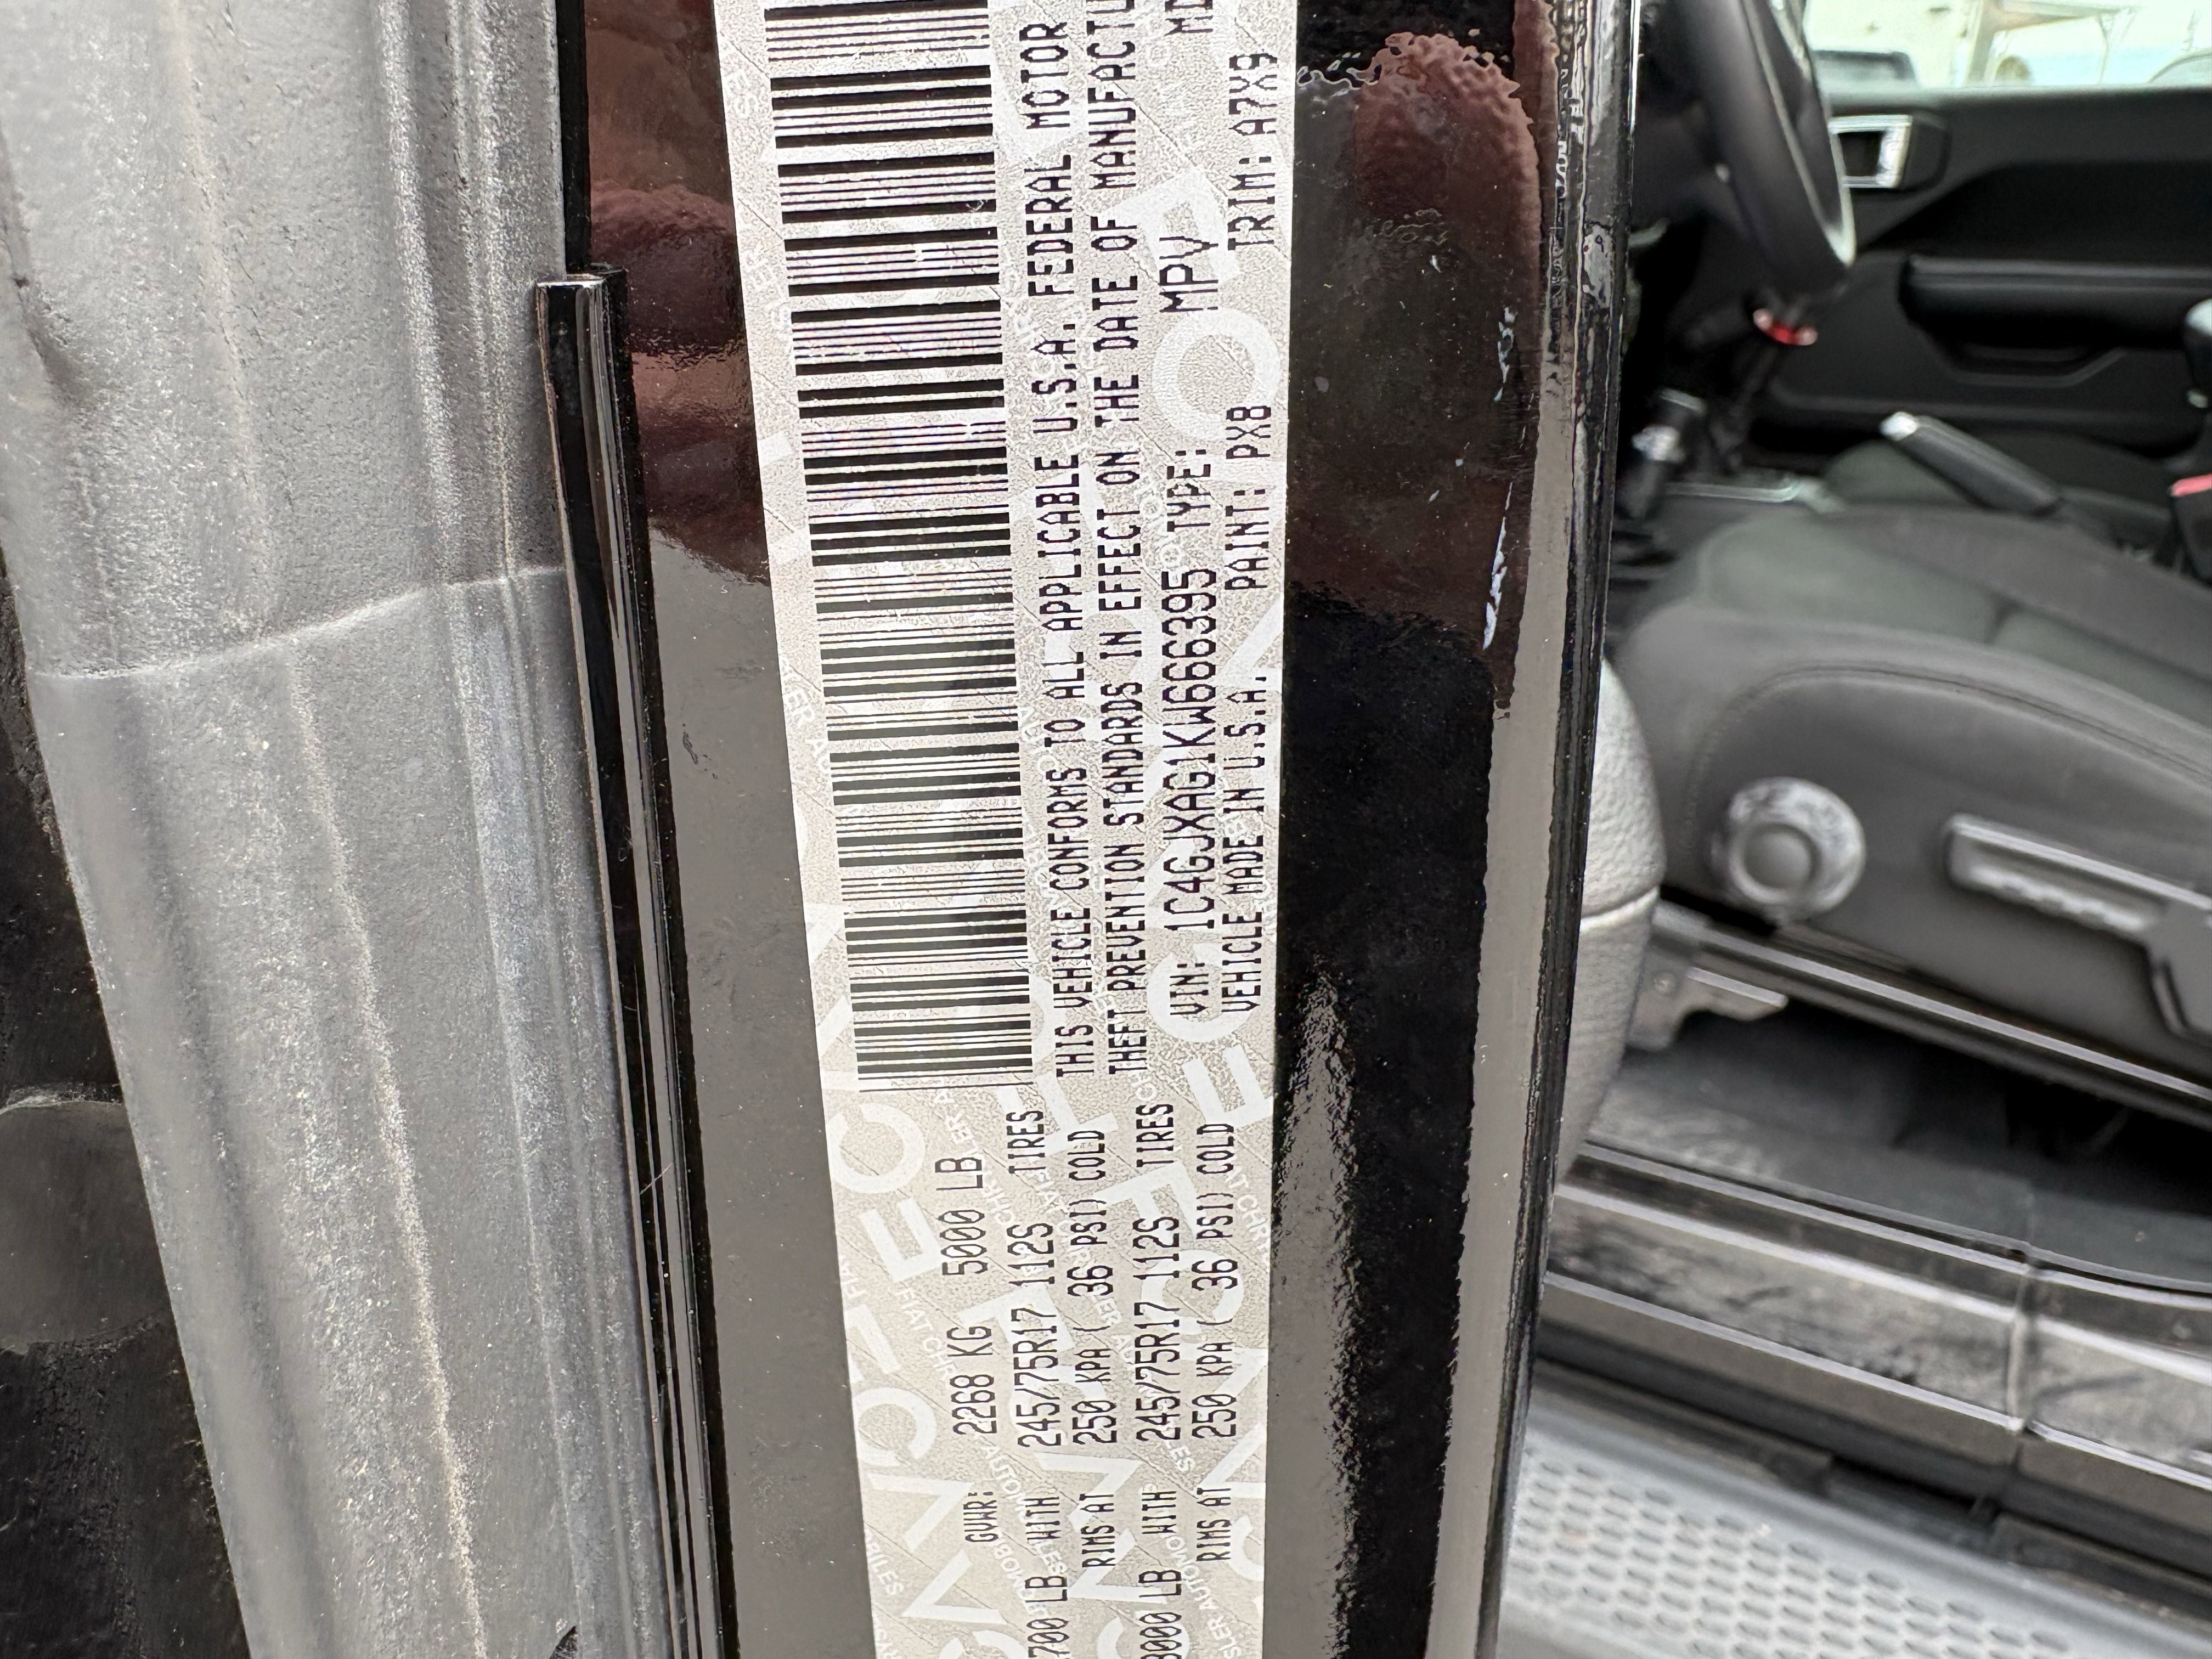 GVWR: 2268 KG 5000 LB
700 LB WITH 245/75R17 112S TIRES
RIMS AT 250 KPA ( 36 PSI) COLD
3000 LB WITH 245/75R17 112S TIRES
RIMS AT 250 KPA ( 36 PSI) COLD
THIS VEHICLE CONFORMS TO ALL APPLICABLE U.S.A. FEDERAL MOTOR
THEFT PREVENTION STANDARDS IN EFFECT ON THE DATE OF MANUFACTU
VIN: 1C4GJXAG1KW666395 TYPE: MPV
VEHICLE MADE IN U.S.A. PAINT: PX8 TRIM: A7X9